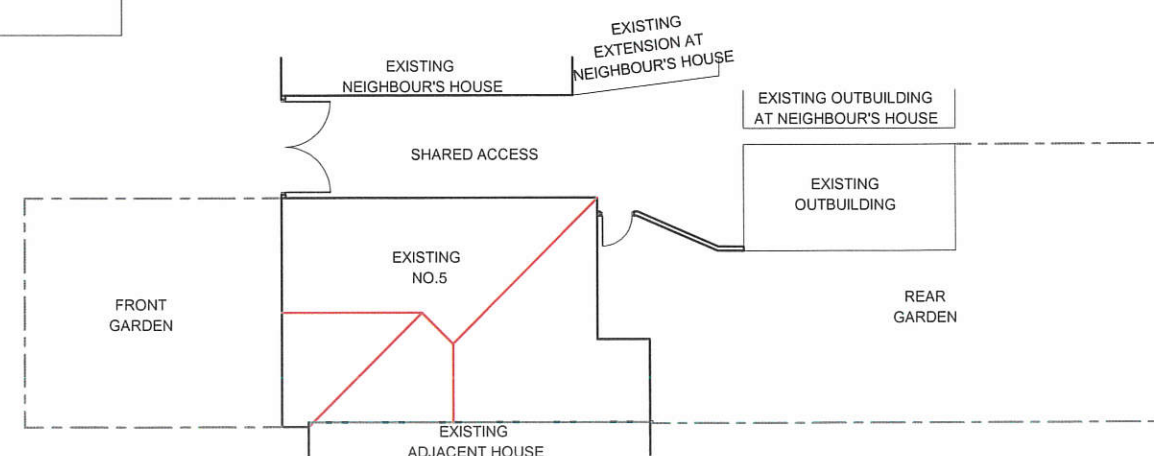 EXISTING
EXTENSION AT
NEIGHBOUR'S HOUSE
EXISTING
NEIGHBOUR'S HOUSE
EXISTING OUTBUILDING
AT NEIGHBOUR'S HOUSE
SHARED ACCESS
EXISTING
OUTBUILDING
EXISTING
NO.5
FRONT
GARDEN
REAR
GARDEN
EXISTING
ADJACENT HOUSE